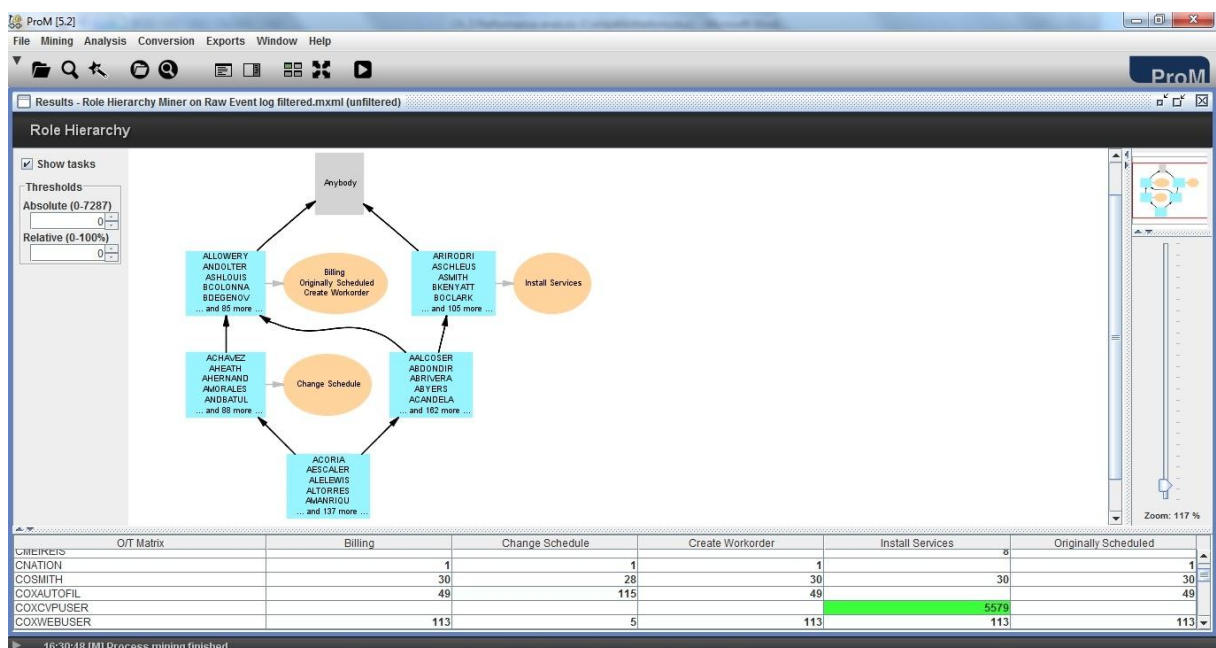 ProM [5.2]
File Mining Analysis Conversion Exports Window Help
ProM
Results - Role Hierarchy Miner on Raw Event log filtered.mxml (unfiltered)
Role Hierarchy
Show tasks
Thresholds
Absolute (0-7287)
0
Relative (0-100%)
0
Anybody
ALLOWERY
ANDOLTER
ASHLOUIS
BCOLONNA
BDEGENOV
... and 85 more ...
Billing
Originally Scheduled
Create Workorder
ARIRODRI
ASCHLEUS
ASMITH
BKENYATT
BOCLARK
... and 105 more ...
Install Services
ACHAVEZ
AHEATH
AHERNAND
AMORALES
ANDBATUL
... and 88 more ...
Change Schedule
AALCOSER
ABDONDIR
ABRIVERA
ABYERS
ACANDELA
... and 162 more ...
ACORIA
AESCALER
ALELEWIS
ALTORRES
AMANRIQU
... and 137 more ...
Zoom: 117 %
O/T Matrix Billing Change Schedule Create Workorder Install Services Originally Scheduled
CMEIREIS 8
CNATION 1 1 1 1
COSMITH 30 28 30 30 30
COXAUTOFIL 49 115 49 49
COXCVPUSER 5579
COXWEBUSER 113 5 113 113 113
16:30:48 [M] Process mining finished